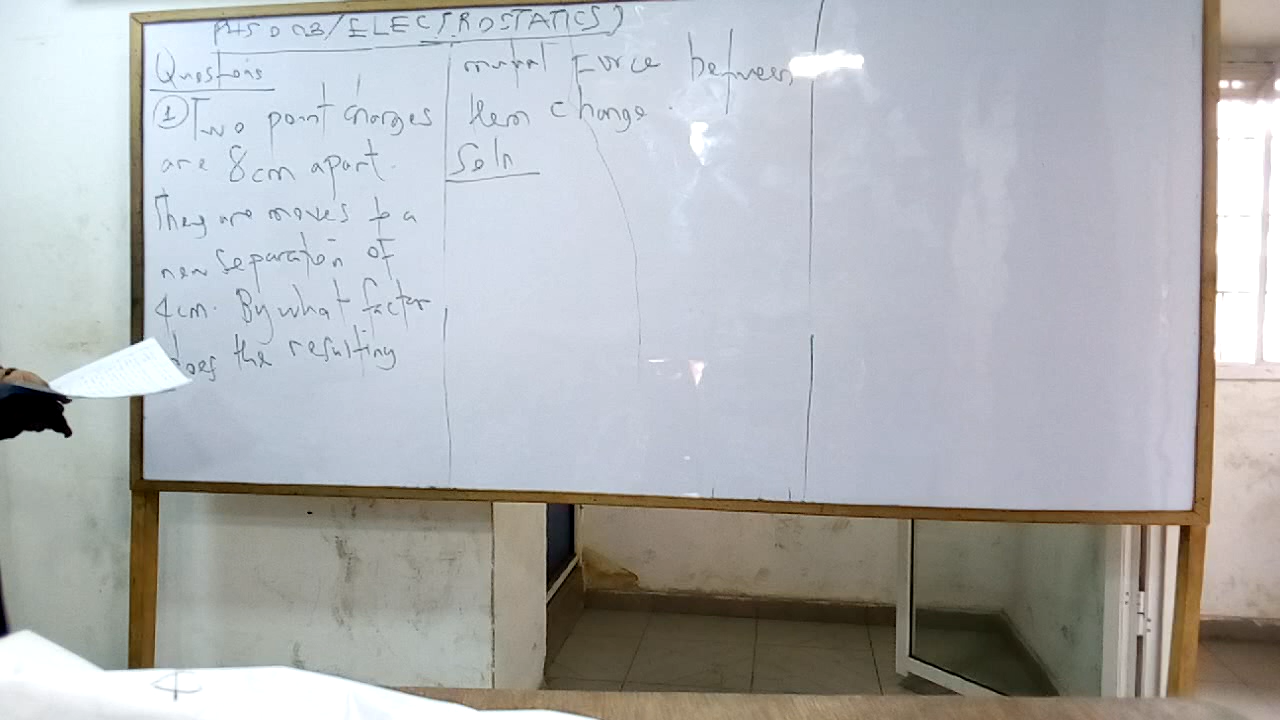 PHS 003/ELECTROSTATICS)
Questions
① Two point charges
are 8cm apart.
They are moves to a
new separation of
4cm. By what factor
does the resulting
mutual Force between
them change.
Soln